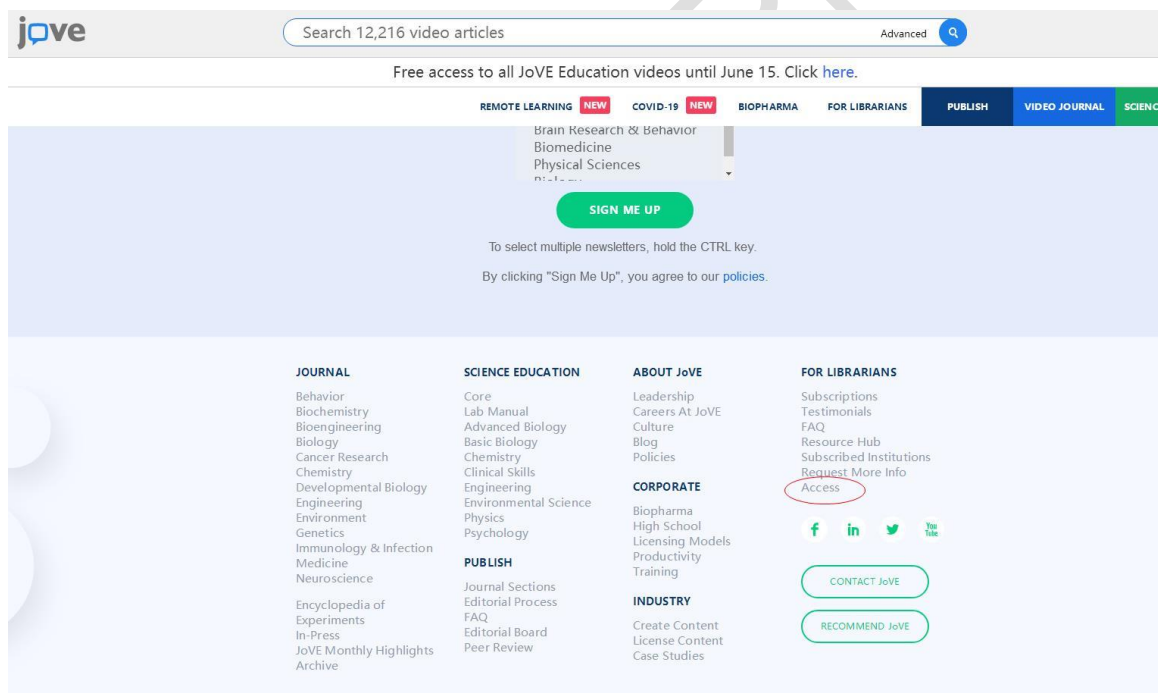 jove
Search 12,216 video articles
Advanced
Free access to all JoVE Education videos until June 15. Click here.
REMOTE LEARNING NEW COVID-19 NEW BIOPHARMA FOR LIBRARIANS PUBLISH VIDEO JOURNAL SCIENC
Brain Research & Behavior
Biomedicine
Physical Sciences
Biology
SIGN ME UP
To select multiple newsletters, hold the CTRL key.
By clicking "Sign Me Up", you agree to our policies.
JOURNAL
Behavior
Biochemistry
Bioengineering
Biology
Cancer Research
Chemistry
Developmental Biology
Engineering
Environment
Genetics
Immunology & Infection
Medicine
Neuroscience
Encyclopedia of
Experiments
In-Press
JoVE Monthly Highlights
Archive
SCIENCE EDUCATION
Core
Lab Manual
Advanced Biology
Basic Biology
Chemistry
Clinical Skills
Engineering
Environmental Science
Physics
Psychology
PUBLISH
Journal Sections
Editorial Process
FAQ
Editorial Board
Peer Review
ABOUT JoVE
Leadership
Careers At JoVE
Culture
Blog
Policies
CORPORATE
Biopharma
High School
Licensing Models
Productivity
Training
INDUSTRY
Create Content
License Content
Case Studies
FOR LIBRARIANS
Subscriptions
Testimonials
FAQ
Resource Hub
Subscribed Institutions
Request More Info
Access
f in You
Tube
CONTACT JoVE
RECOMMEND JoVE